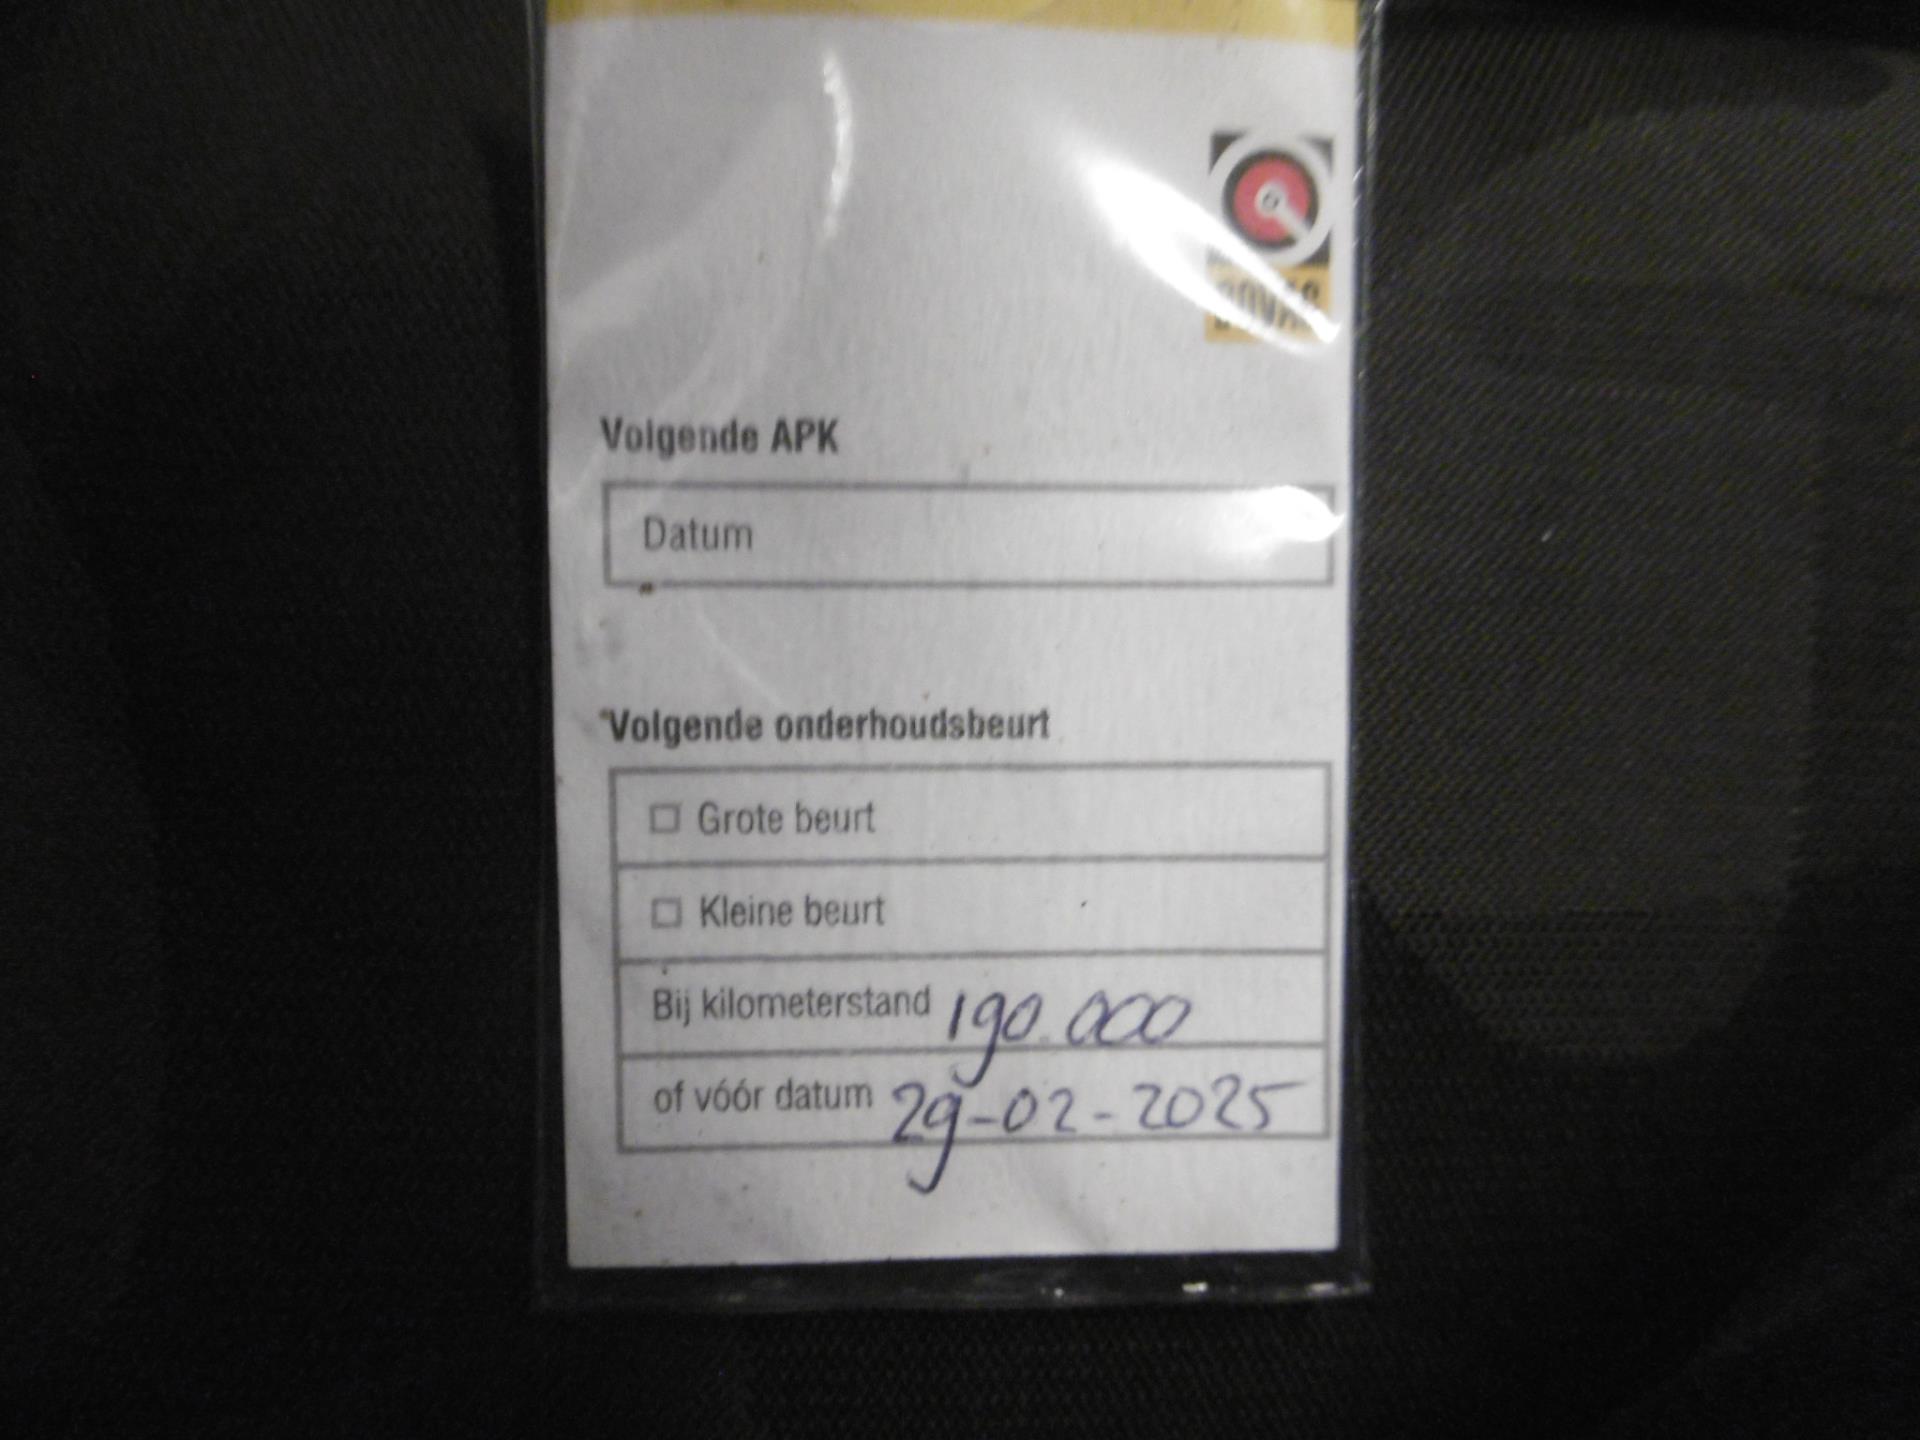 BOVAG
Volgende APK
Datum
Volgende onderhoudsbeurt
Grote beurt
Kleine beurt
Bij kilometerstand 190.000
of vóór datum 29-02-2025